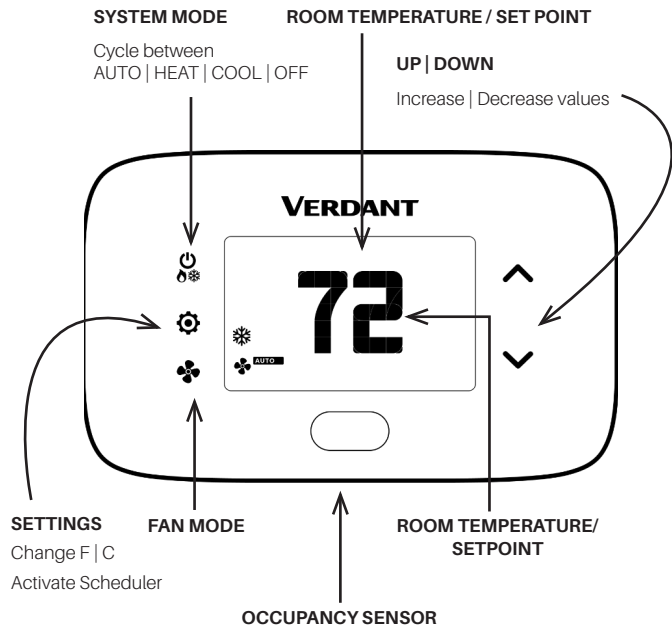 SYSTEM MODE
Cycle between
AUTO | HEAT | COOL | OFF
ROOM TEMPERATURE / SET POINT
UP | DOWN
Increase | Decrease values
VERDANT
72
AUTO
SETTINGS
Change F | C
Activate Scheduler
FAN MODE
ROOM TEMPERATURE/
SETPOINT
OCCUPANCY SENSOR